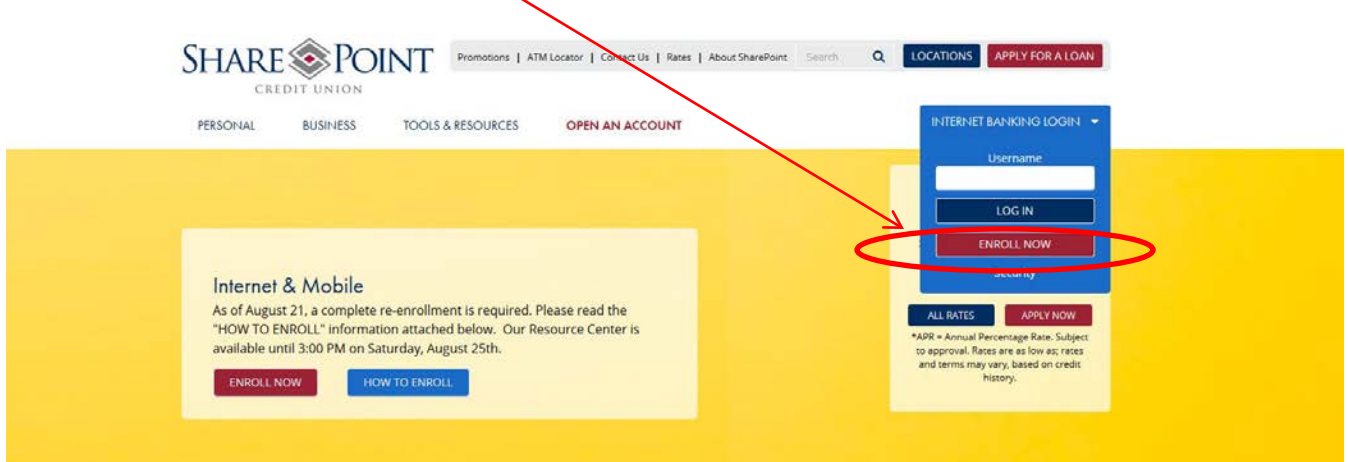 SHARE POINT
CREDIT UNION
Promotions | ATM Locator | Contact Us | Rates | About SharePoint
Search
LOCATIONS
APPLY FOR A LOAN
PERSONAL
BUSINESS
TOOLS & RESOURCES
OPEN AN ACCOUNT
INTERNET BANKING LOGIN
Username
LOG IN
ENROLL NOW
Security
Internet & Mobile
As of August 21, a complete re-enrollment is required. Please read the
"HOW TO ENROLL" information attached below. Our Resource Center is
available until 3:00 PM on Saturday, August 25th.
ENROLL NOW
HOW TO ENROLL
ALL RATES
APPLY NOW
*APR = Annual Percentage Rate. Subject
to approval. Rates are as low as; rates
and terms may vary, based on credit
history.